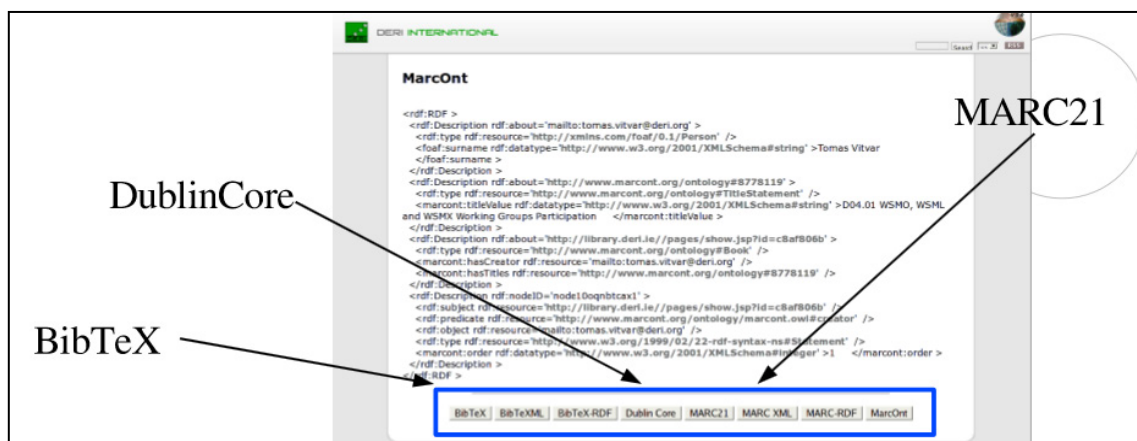 DERI INTERNATIONAL
Search
RSS
MarcOnt
MARC21
DublinCore
BibTeX
<rdf:RDF >
<rdf:Description rdf:about='mailto:tomas.vitvar@deri.org' >
<rdf:type rdf:resource='http://xmlns.com/foaf/0.1/Person' />
<foaf:surname rdf:datatype='http://www.w3.org/2001/XMLSchema#string' >Tomas Vitvar
</foaf:surname >
</rdf:Description >
<rdf:Description rdf:about='http://www.marcont.org/ontology#8778119' >
<rdf:type rdf:resource='http://www.marcont.org/ontology#TitleStatement' />
<marcont:titleValue rdf:datatype='http://www.w3.org/2001/XMLSchema#string' >D04.01 WSMO, WSML
and WSMX Working Groups Participation </marcont:titleValue >
</rdf:Description >
<rdf:Description rdf:about='http://library.deri.ie//pages/show.jsp?id=c8af806b' >
<rdf:type rdf:resource='http://www.marcont.org/ontology#Book' />
<marcont:hasCreator rdf:resource='mailto:tomas.vitvar@deri.org' />
<marcont:hasTitles rdf:resource='http://www.marcont.org/ontology#8778119' />
</rdf:Description >
<rdf:Description rdf:nodeID='node10oqnbtcax1' >
<rdf:subject rdf:resource='http://library.deri.ie//pages/show.jsp?id=c8af806b' />
<rdf:predicate rdf:resource='http://www.marcont.org/ontology/marcont.owl#creator' />
<rdf:object rdf:resource='mailto:tomas.vitvar@deri.org' />
<rdf:type rdf:resource='http://www.w3.org/1999/02/22-rdf-syntax-ns#Statement' />
<marcont:order rdf:datatype='http://www.w3.org/2001/XMLSchema#integer' >1 </marcont:order >
</rdf:Description >
</rdf:RDF >
BibTeX BibTeXML BibTeX-RDF Dublin Core MARC21 MARC XML MARC-RDF MarcOnt